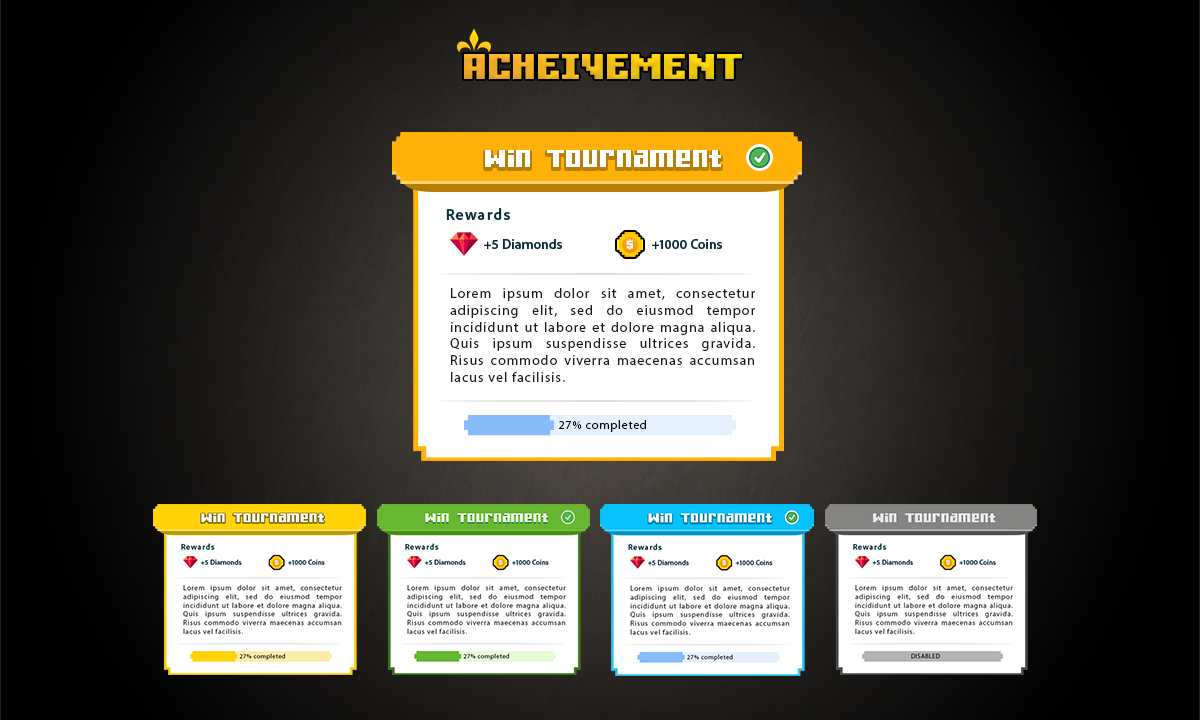 ACHEIVEMENT
Win Tournament
Rewards
+5 Diamonds +1000 Coins
Lorem ipsum dolor sit amet, consectetur
adipiscing elit, sed do eiusmod tempor
incididunt ut labore et dolore magna aliqua.
Quis ipsum suspendisse ultrices gravida.
Risus commodo viverra maecenas accumsan
lacus vel facilisis.
27% completed
Win Tournament
Rewards
+5 Diamonds +1000 Coins
Lorem ipsum dolor sit amet, consectetur
adipiscing elit, sed do eiusmod tempor
incididunt ut labore et dolore magna aliqua.
Quis ipsum suspendisse ultrices gravida.
Risus commodo viverra maecenas accumsan
lacus vel facilisis.
27% completed
Win Tournament
Rewards
+5 Diamonds +1000 Coins
Lorem ipsum dolor sit amet, consectetur
adipiscing elit, sed do eiusmod tempor
incididunt ut labore et dolore magna aliqua.
Quis ipsum suspendisse ultrices gravida.
Risus commodo viverra maecenas accumsan
lacus vel facilisis.
27% completed
Win Tournament
Rewards
+5 Diamonds +1000 Coins
Lorem ipsum dolor sit amet, consectetur
adipiscing elit, sed do eiusmod tempor
incididunt ut labore et dolore magna aliqua.
Quis ipsum suspendisse ultrices gravida.
Risus commodo viverra maecenas accumsan
lacus vel facilisis.
27% completed
Win Tournament
Rewards
+5 Diamonds +1000 Coins
Lorem ipsum dolor sit amet, consectetur
adipiscing elit, sed do eiusmod tempor
incididunt ut labore et dolore magna aliqua.
Quis ipsum suspendisse ultrices gravida.
Risus commodo viverra maecenas accumsan
lacus vel facilisis.
DISABLED